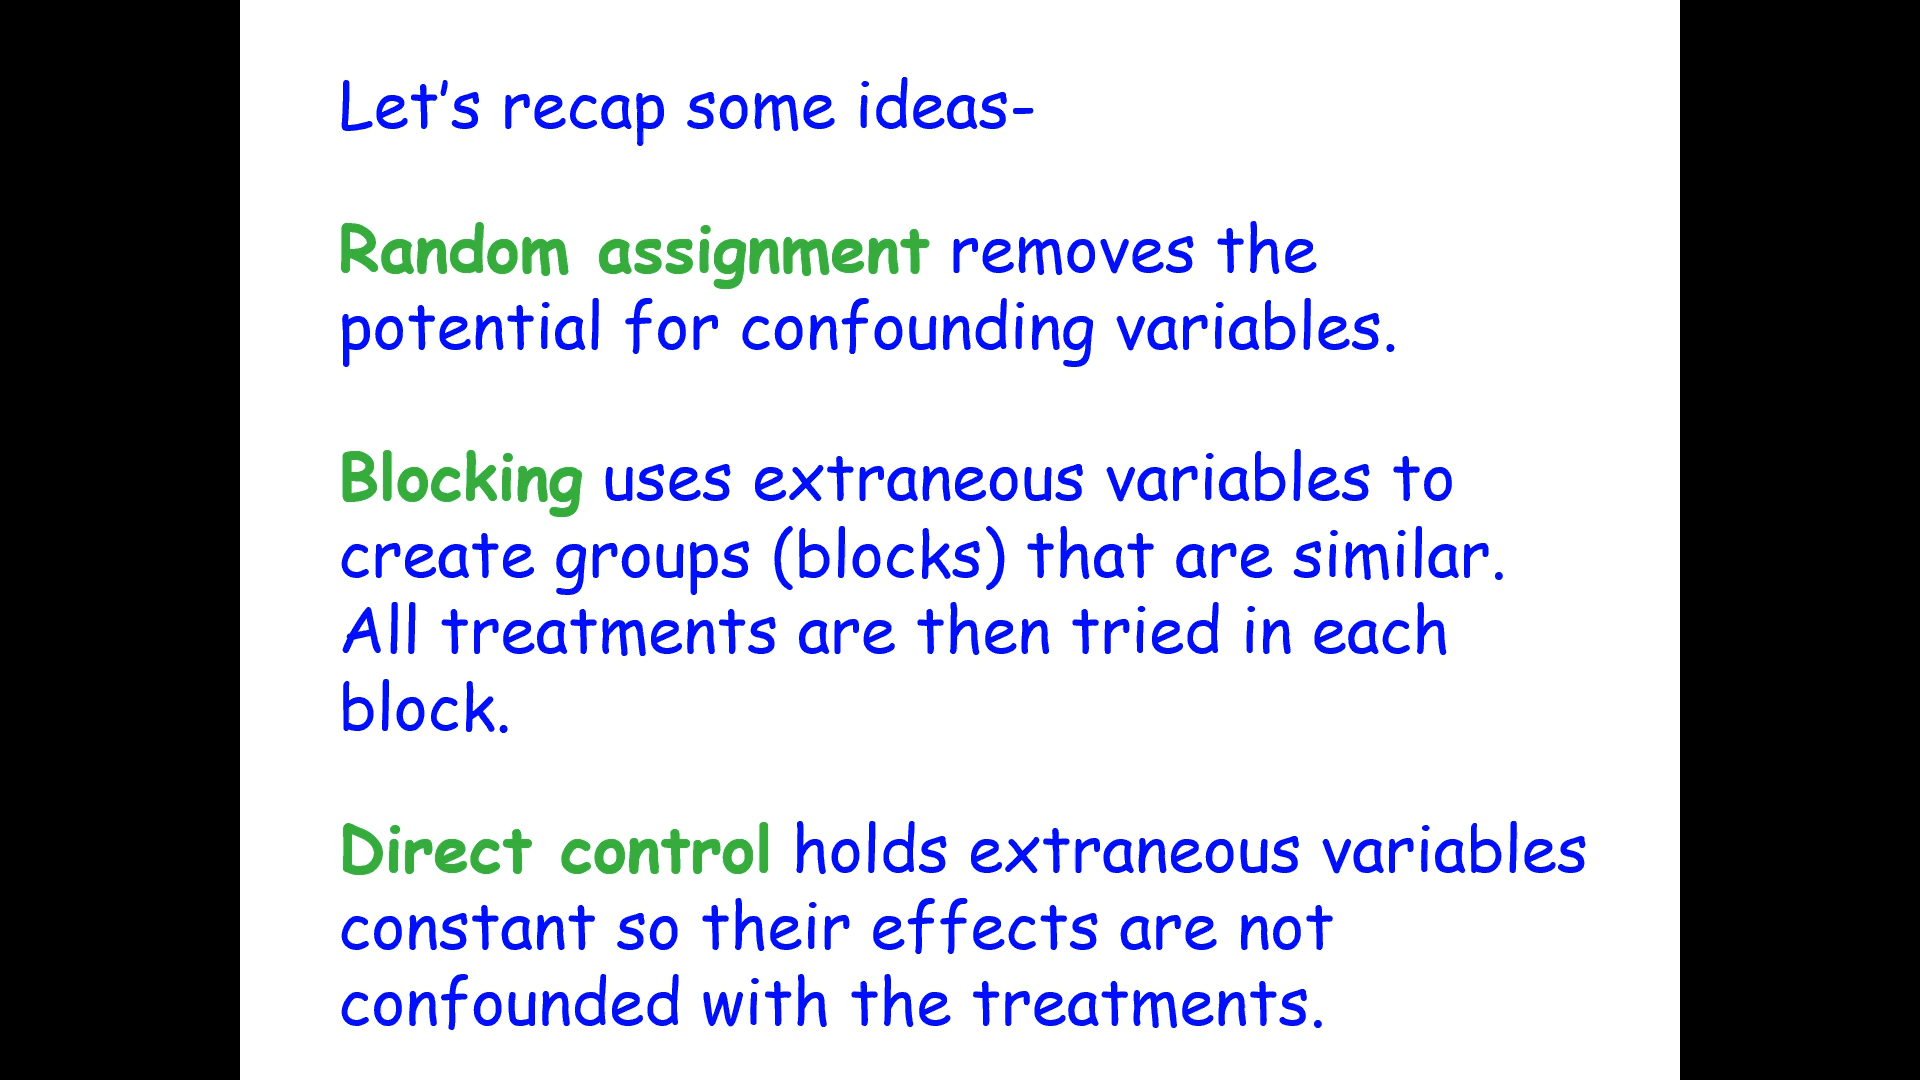 Let's recap some ideas-
Random assignment removes the
potential for confounding variables.
Blocking uses extraneous variables to
create groups (blocks) that are similar.
All treatments are then tried in each
block.
Direct control holds extraneous variables
constant so their effects are not
confounded with the treatments.